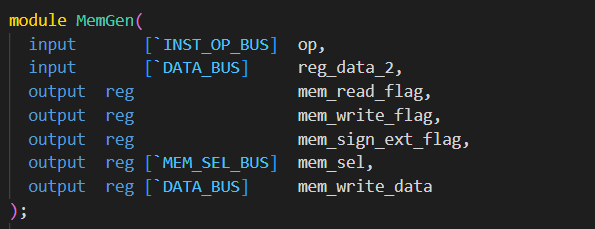 module MemGen(
  input       [`INST_OP_BUS]  op,
  input       [`DATA_BUS]     reg_data_2,
  output  reg                 mem_read_flag,
  output  reg                 mem_write_flag,
  output  reg                 mem_sign_ext_flag,
  output  reg [`MEM_SEL_BUS]  mem_sel,
  output  reg [`DATA_BUS]     mem_write_data
);